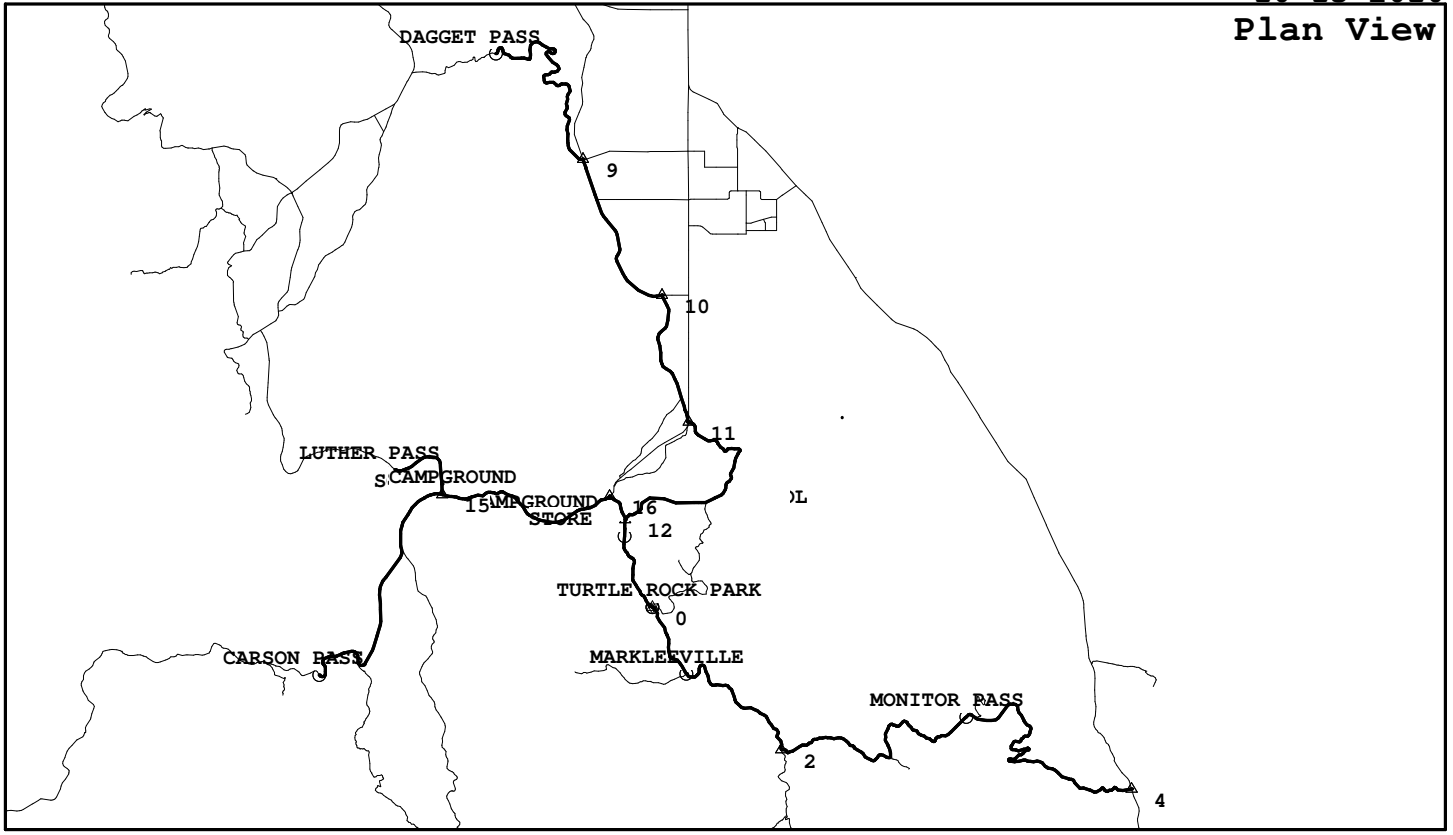 Plan View
DAGGET PASS
9
10
11
LUTHER PASS
CAMPGROUND
15
AMPGROUND
16
STORE
12
TURTLE ROCK PARK
0
CARSON PASS
MARKLEEVILLE
MONITOR PASS
2
4